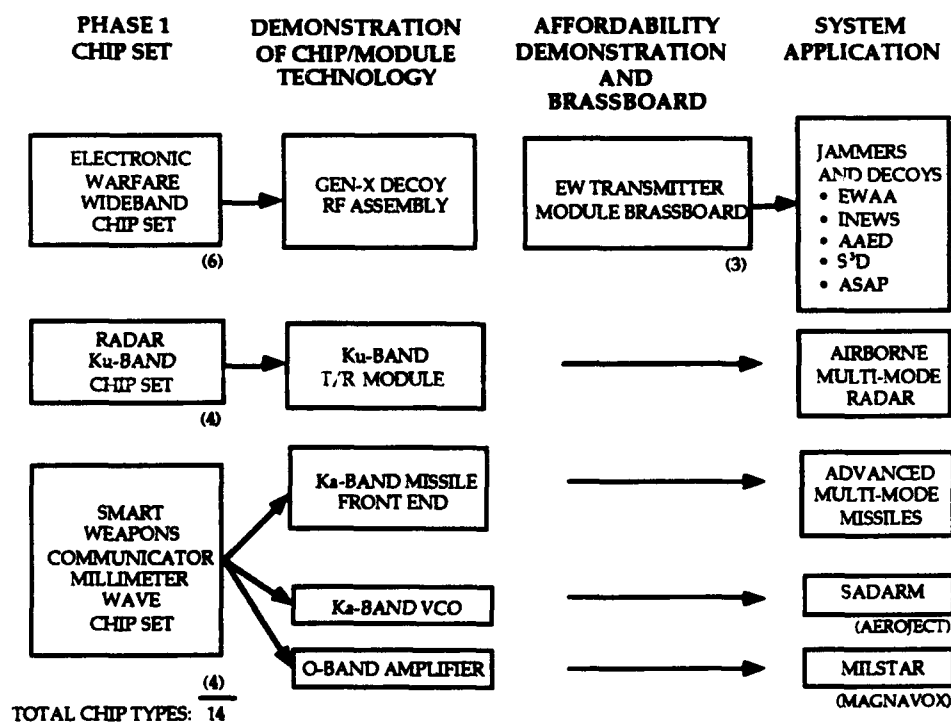 PHASE 1
CHIP SET
DEMONSTRATION
OF CHIP/MODULE
TECHNOLOGY
AFFORDABILITY
DEMONSTRATION
AND
BRASSBOARD
SYSTEM
APPLICATION
ELECTRONIC
WARFARE
WIDEBAND
CHIP SET
(6)
GEN-X DECOY
RF ASSEMBLY
EW TRANSMITTER
MODULE BRASSBOARD
(3)
JAMMERS
AND DECOYS
• EWAA
• INEWS
• AAED
• S³D
• ASAP
RADAR
Ku-BAND
CHIP SET
(4)
Ku-BAND
T/R MODULE
AIRBORNE
MULTI-MODE
RADAR
SMART
WEAPONS
COMMUNICATOR
MILLIMETER
WAVE
CHIP SET
(4)
Ka-BAND MISSILE
FRONT END
ADVANCED
MULTI-MODE
MISSILES
Ka-BAND VCO
SADARM
(AEROJECT)
O-BAND AMPLIFIER
MILSTAR
(MAGNAVOX)
TOTAL CHIP TYPES: 14